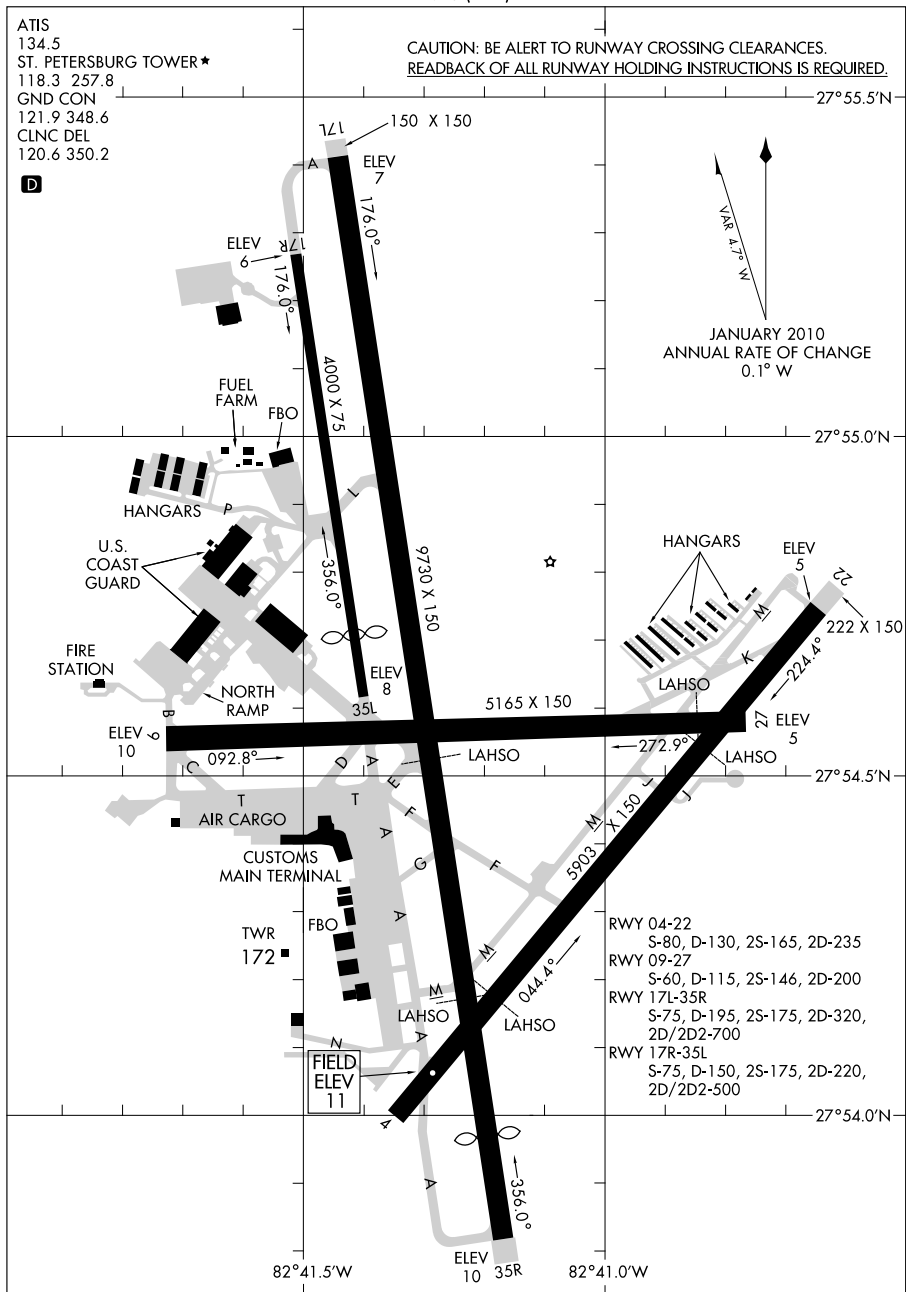 ATIS
134.5
ST. PETERSBURG TOWER ★
118.3 257.8
GND CON
121.9 348.6
CLNC DEL
120.6 350.2
D
CAUTION: BE ALERT TO RUNWAY CROSSING CLEARANCES.
READBACK OF ALL RUNWAY HOLDING INSTRUCTIONS IS REQUIRED.
27°55.5'N
17L
150 X 150
A
ELEV
7
176.0°
VAR 4.7° W
JANUARY 2010
ANNUAL RATE OF CHANGE
0.1° W
ELEV
6
17R
176.0°
4000 X 75
27°55.0'N
FUEL
FARM
FBO
HANGARS
P
L
U.S.
COAST
GUARD
356.0°
9730 X 150
HANGARS
ELEV
5
22
222 X 150
M
K
224.4°
FIRE
STATION
NORTH
RAMP
B
ELEV
8
35L
LAHSO
5165 X 150
ELEV
10
9
092.8°
272.9°
27
ELEV
5
LAHSO
LAHSO
27°54.5'N
C
D
A
E
T
T
F
J
J
AIR CARGO
M
5903 X 150
CUSTOMS
MAIN TERMINAL
A
G
F
A
FBO
TWR
172
M
M
044.4°
LAHSO
LAHSO
RWY 04-22
S-80, D-130, 2S-165, 2D-235
RWY 09-27
S-60, D-115, 2S-146, 2D-200
RWY 17L-35R
S-75, D-195, 2S-175, 2D-320,
2D/2D2-700
RWY 17R-35L
S-75, D-150, 2S-175, 2D-220,
2D/2D2-500
Z
A
FIELD
ELEV
11
4
27°54.0'N
A
356.0°
ELEV
10
35R
82°41.5'W
82°41.0'W